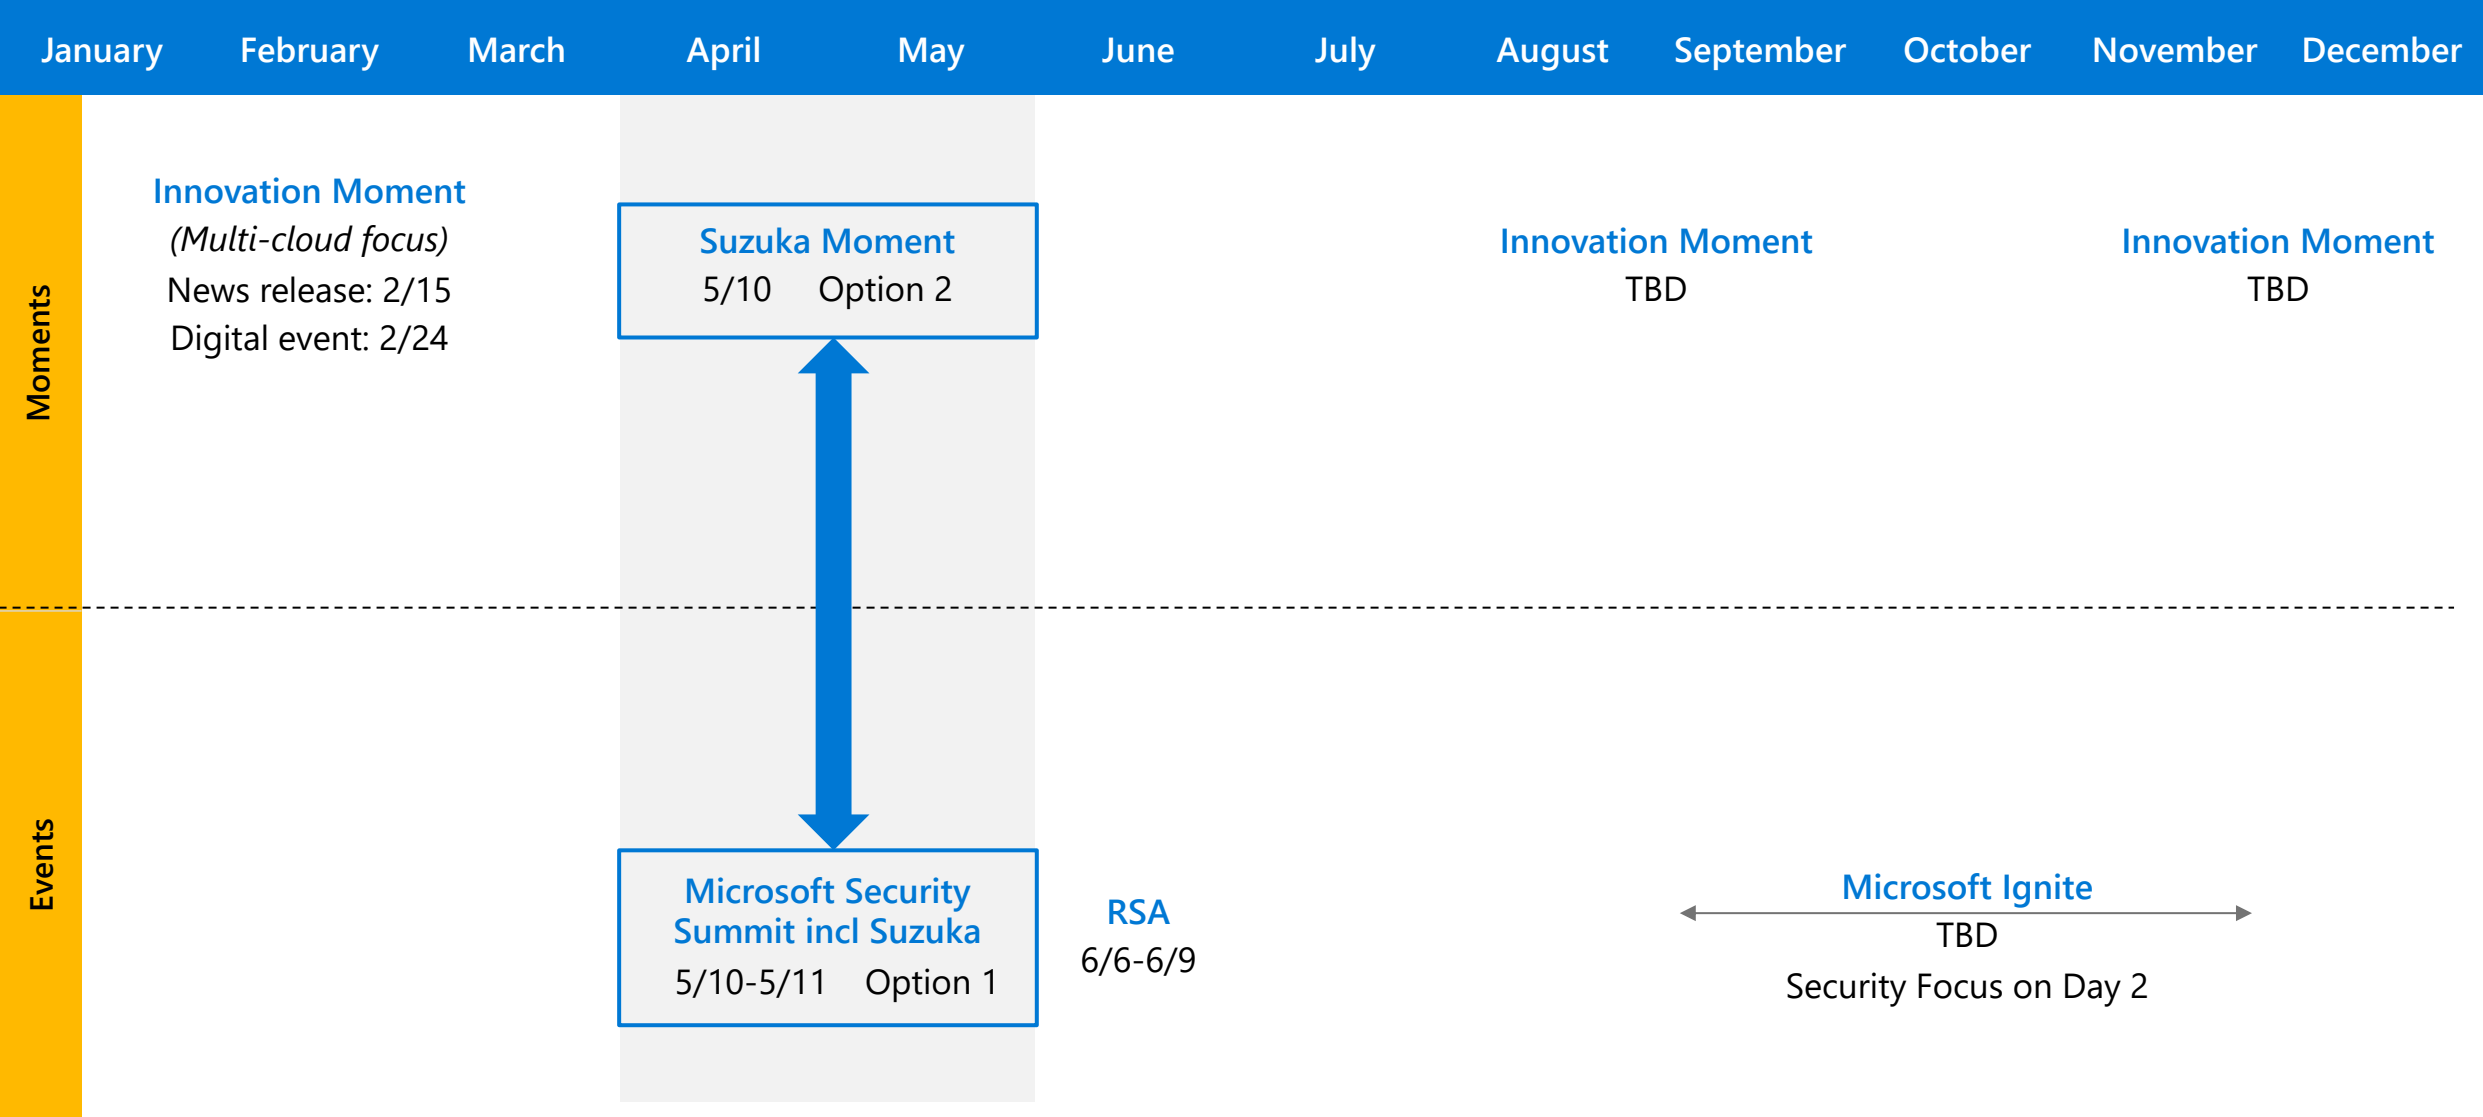 January February March April May June July August September October November December
Moments
Innovation Moment
(Multi-cloud focus)
News release: 2/15
Digital event: 2/24
Suzuka Moment
5/10 Option 2
Innovation Moment
TBD
Innovation Moment
TBD
Events
Microsoft Security
Summit incl Suzuka
5/10-5/11 Option 1
RSA
6/6-6/9
Microsoft Ignite
TBD
Security Focus on Day 2